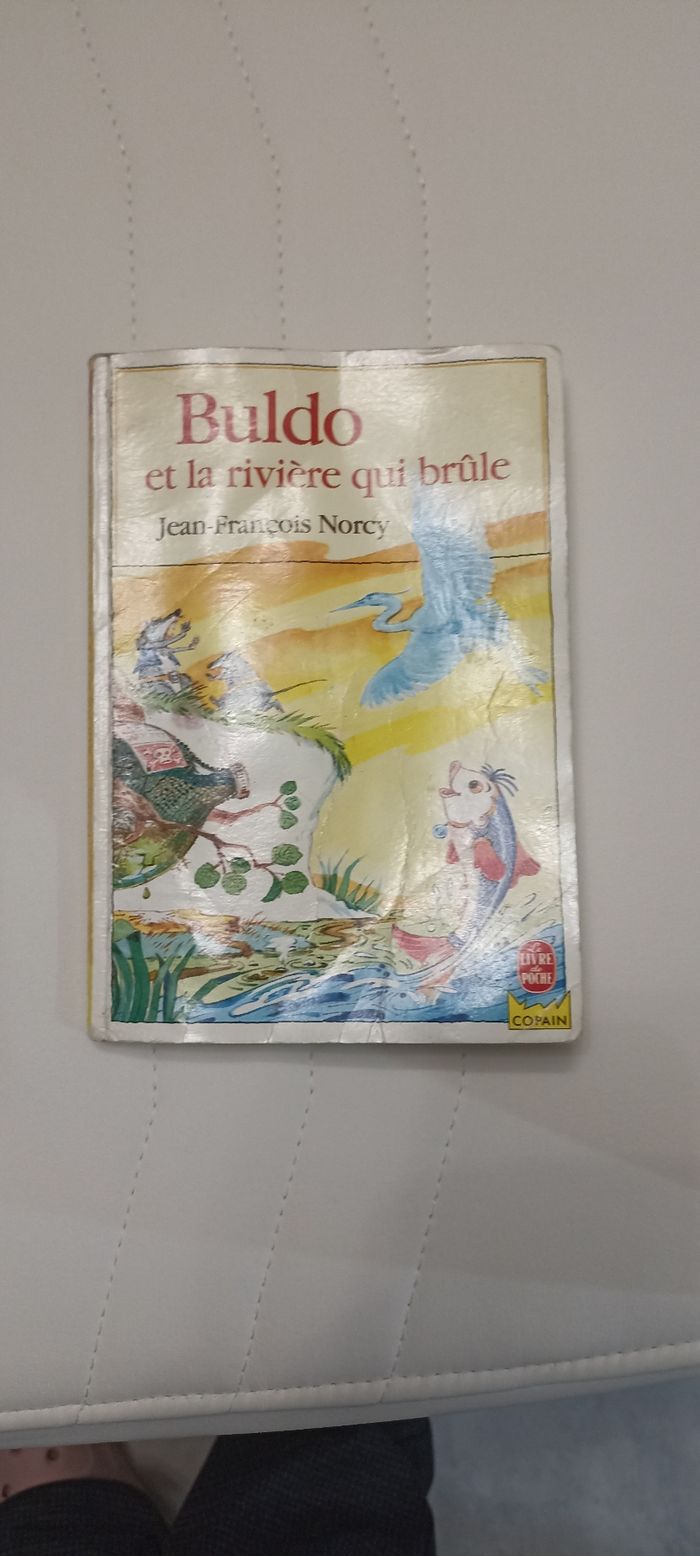 Buldo
et la rivière qui brûle
Jean-François Norcy
Le
LIVRE
de
POCHE
COPAIN